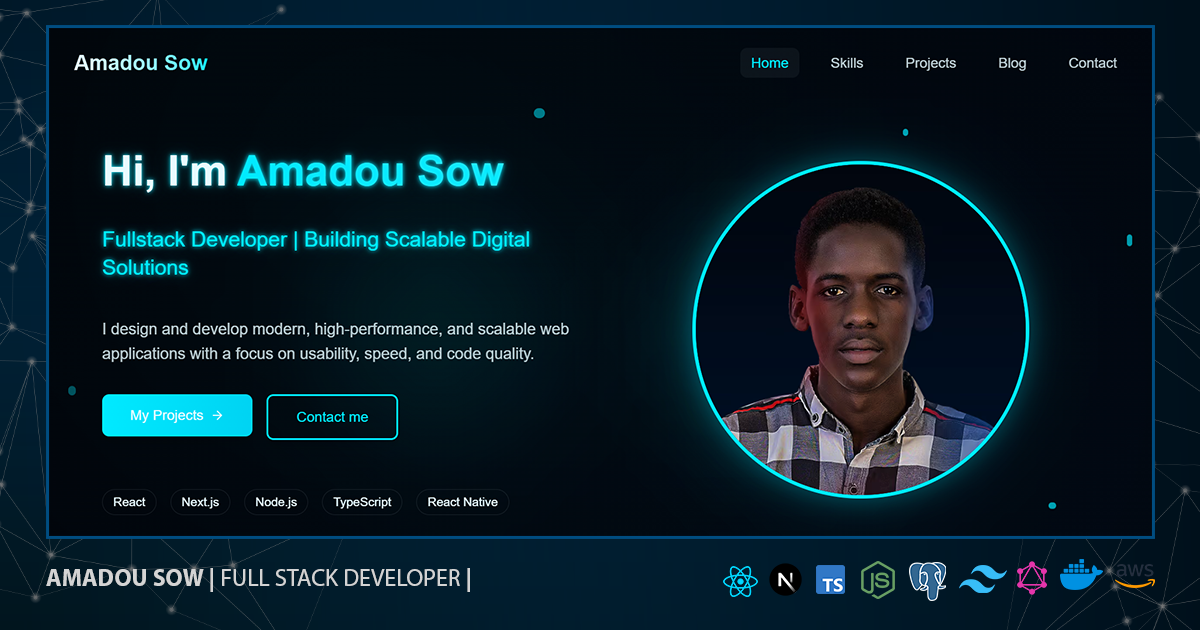 Amadou Sow
Home Skills Projects Blog Contact
Hi, I'm Amadou Sow
Fullstack Developer | Building Scalable Digital
Solutions
I design and develop modern, high-performance, and scalable web
applications with a focus on usability, speed, and code quality.
My Projects → Contact me
React Next.js Node.js TypeScript React Native
AMADOU SOW | FULL STACK DEVELOPER |
N TS JS aws